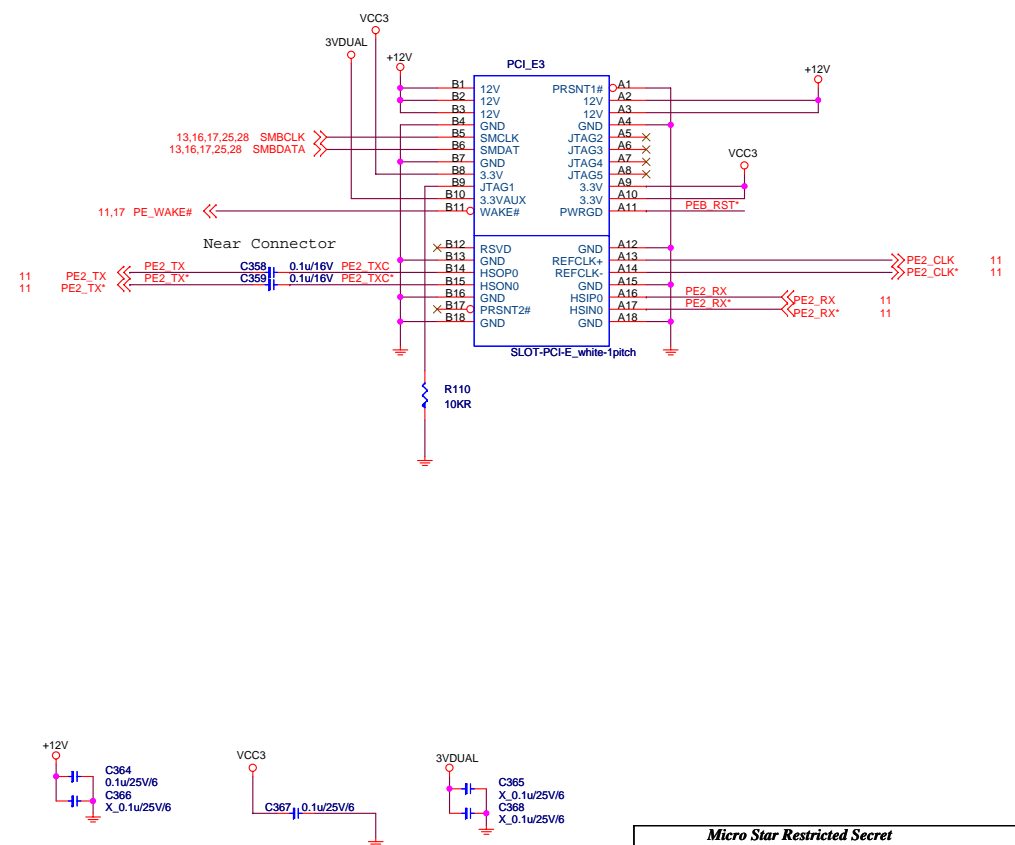 VCC3
3VDUAL
+12V
PCI_E3
+12V
B1 12V PRSNT1# A1
B2 12V 12V A2
B3 12V 12V A3
B4 GND GND A4
13,16,17,25,28 SMBCLK B5 SMCLK JTAG2 A5
13,16,17,25,28 SMBDATA B6 SMDAT JTAG3 A6
B7 GND JTAG4 A7
VCC3
B8 3.3V JTAG5 A8
B9 JTAG1 3.3V A9
B10 3.3VAUX 3.3V A10
11,17 PE_WAKE# B11 WAKE# PWRGD A11 PEB_RST*
Near Connector
B12 RSVD GND A12
B13 GND REFCLK+ A13 PE2_CLK 11
11 PE2_TX PE2_TX C358 0.1u/16V PE2_TXC B14 HSOP0 REFCLK- A14 PE2_CLK* 11
11 PE2_TX* PE2_TX* C359 0.1u/16V PE2_TXC* B15 HSON0 GND A15
B16 GND HSIP0 A16 PE2_RX PE2_RX 11
B17 PRSNT2# HSIN0 A17 PE2_RX* PE2_RX* 11
B18 GND GND A18
SLOT-PCI-E_white-1pitch
R110
10KR
+12V
C364
0.1u/25V/6
C366
X_0.1u/25V/6
VCC3
C367 0.1u/25V/6
3VDUAL
C365
X_0.1u/25V/6
C368
X_0.1u/25V/6
Micro Star Restricted Secret